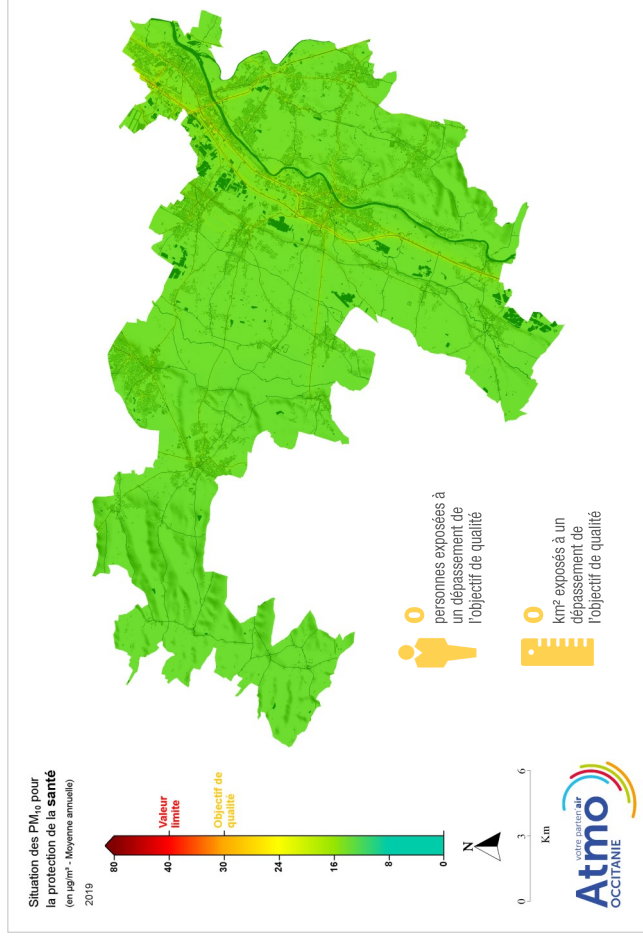 Situation des PM₁₀ pour
la protection de la santé
(en µg/m³ - Moyenne annuelle)
2019
80
Valeur
limite
40
Objectif de
qualité
30
24
16
8
0
N
0 3 6
Km
0
personnes exposées à
un dépassement de
l'objectif de qualité
0
km² exposés à un
dépassement de
l'objectif de qualité
votre parten'air
Atmo
OCCITANIE